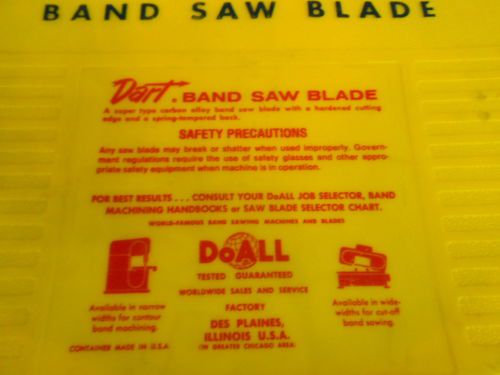 BAND SAW BLADE
Dart. BAND SAW BLADE
A super type carbon alloy band saw blade with a hardened cutting
edge and a spring-tempered back.
SAFETY PRECAUTIONS
Any saw blade may break or shatter when used improperly. Govern-
ment regulations require the use of safety glasses and other appro-
priate safety equipment when machine is in operation.
FOR BEST RESULTS... CONSULT YOUR DoALL JOB SELECTOR, BAND
MACHINING HANDBOOKS or SAW BLADE SELECTOR CHART.
WORLD-FAMOUS BAND SAWING MACHINES AND BLADES
DoALL
TESTED GUARANTEED
WORLDWIDE SALES AND SERVICE
FACTORY
DES PLAINES,
ILLINOIS U.S.A.
(IN GREATER CHICAGO AREA)
Available in narrow
widths for contour
band machining.
CONTAINER MADE IN U.S.A
Available in wide-
widths for cut-off
band sawing.